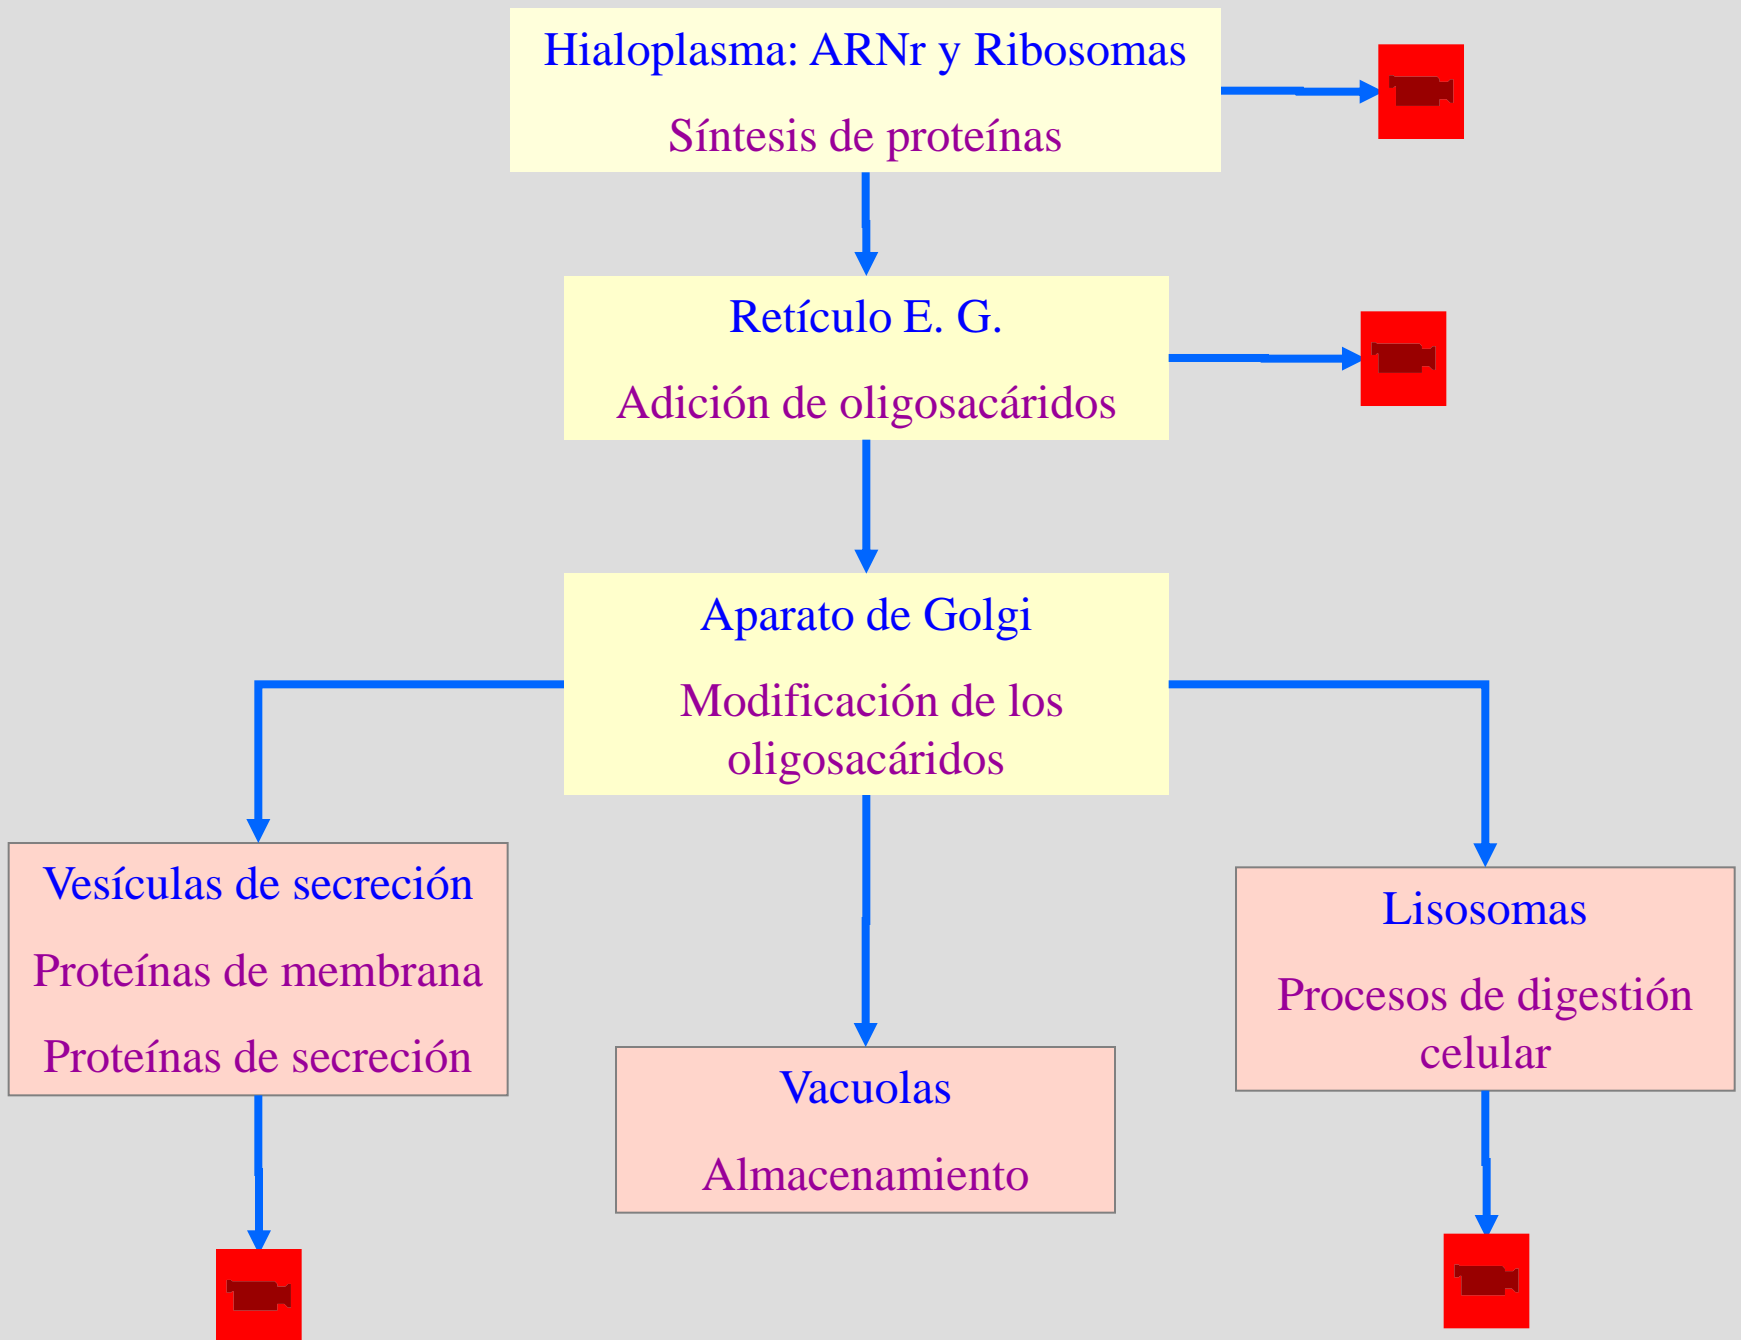 Hialoplasma: ARNr y Ribosomas
Síntesis de proteínas
Retículo E. G.
Adición de oligosacáridos
Aparato de Golgi
Modificación de los
oligosacáridos
Vesículas de secreción
Proteínas de membrana
Proteínas de secreción
Vacuolas
Almacenamiento
Lisosomas
Procesos de digestión
celular